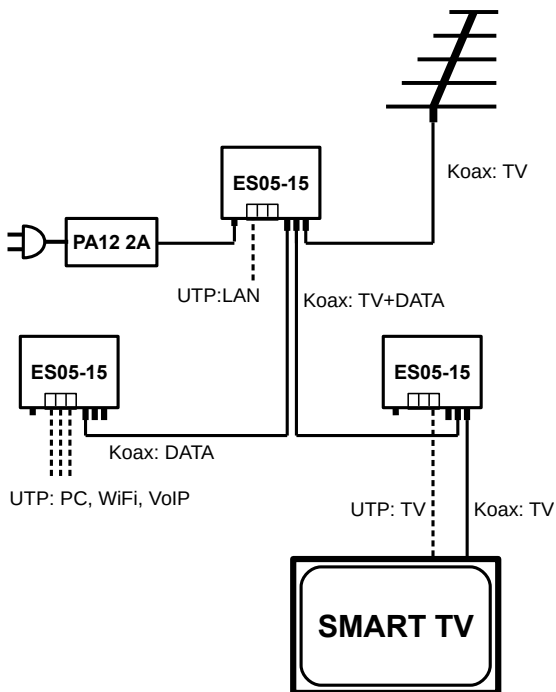 Koax: TV
ES05-15
PA12 2A
UTP:LAN
Koax: TV+DATA
ES05-15
ES05-15
Koax: DATA
UTP: PC, WiFi, VoIP
UTP: TV
Koax: TV
SMART TV